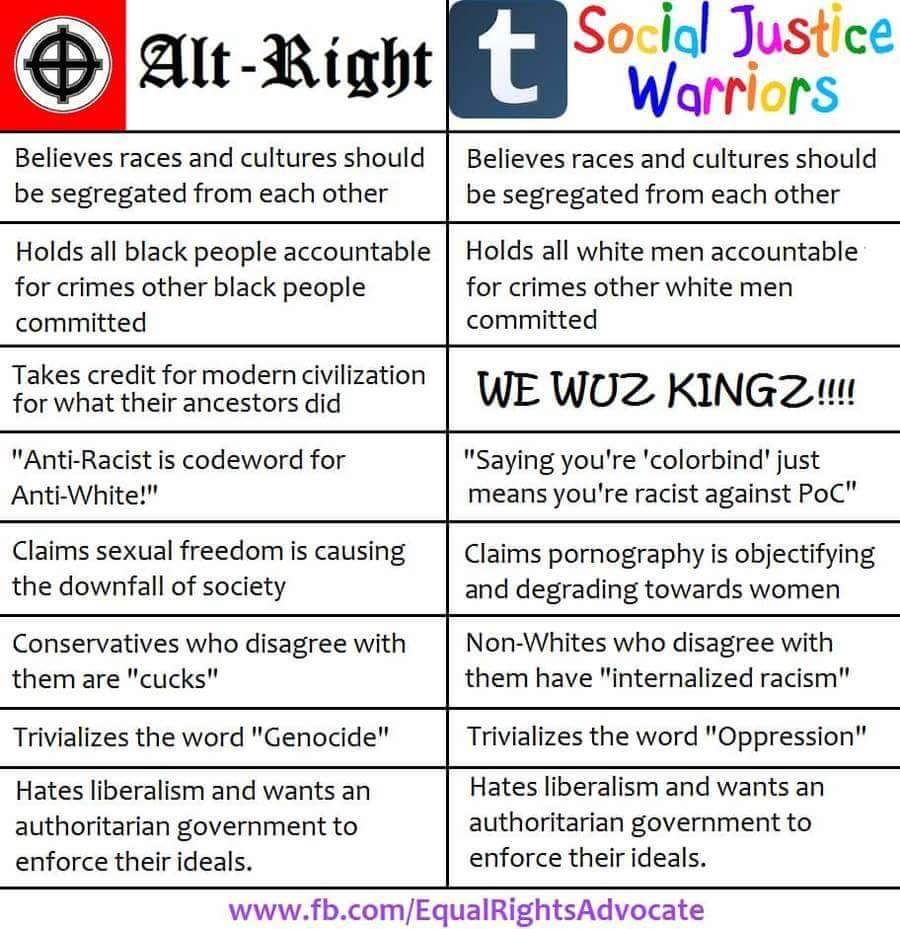 Alt-Right
t Social Justice
Warriors
Believes races and cultures should
be segregated from each other
Believes races and cultures should
be segregated from each other
Holds all black people accountable
for crimes other black people
committed
Holds all white men accountable
for crimes other white men
committed
Takes credit for modern civilization
for what their ancestors did
WE WUZ KINGZ!!!!
"Anti-Racist is codeword for
Anti-White!"
"Saying you're 'colorbind' just
means you're racist against PoC"
Claims sexual freedom is causing
the downfall of society
Claims pornography is objectifying
and degrading towards women
Conservatives who disagree with
them are "cucks"
Non-Whites who disagree with
them have "internalized racism"
Trivializes the word "Genocide"
Trivializes the word "Oppression"
Hates liberalism and wants an
authoritarian government to
enforce their ideals.
Hates liberalism and wants an
authoritarian government to
enforce their ideals.
www.fb.com/EqualRightsAdvocate